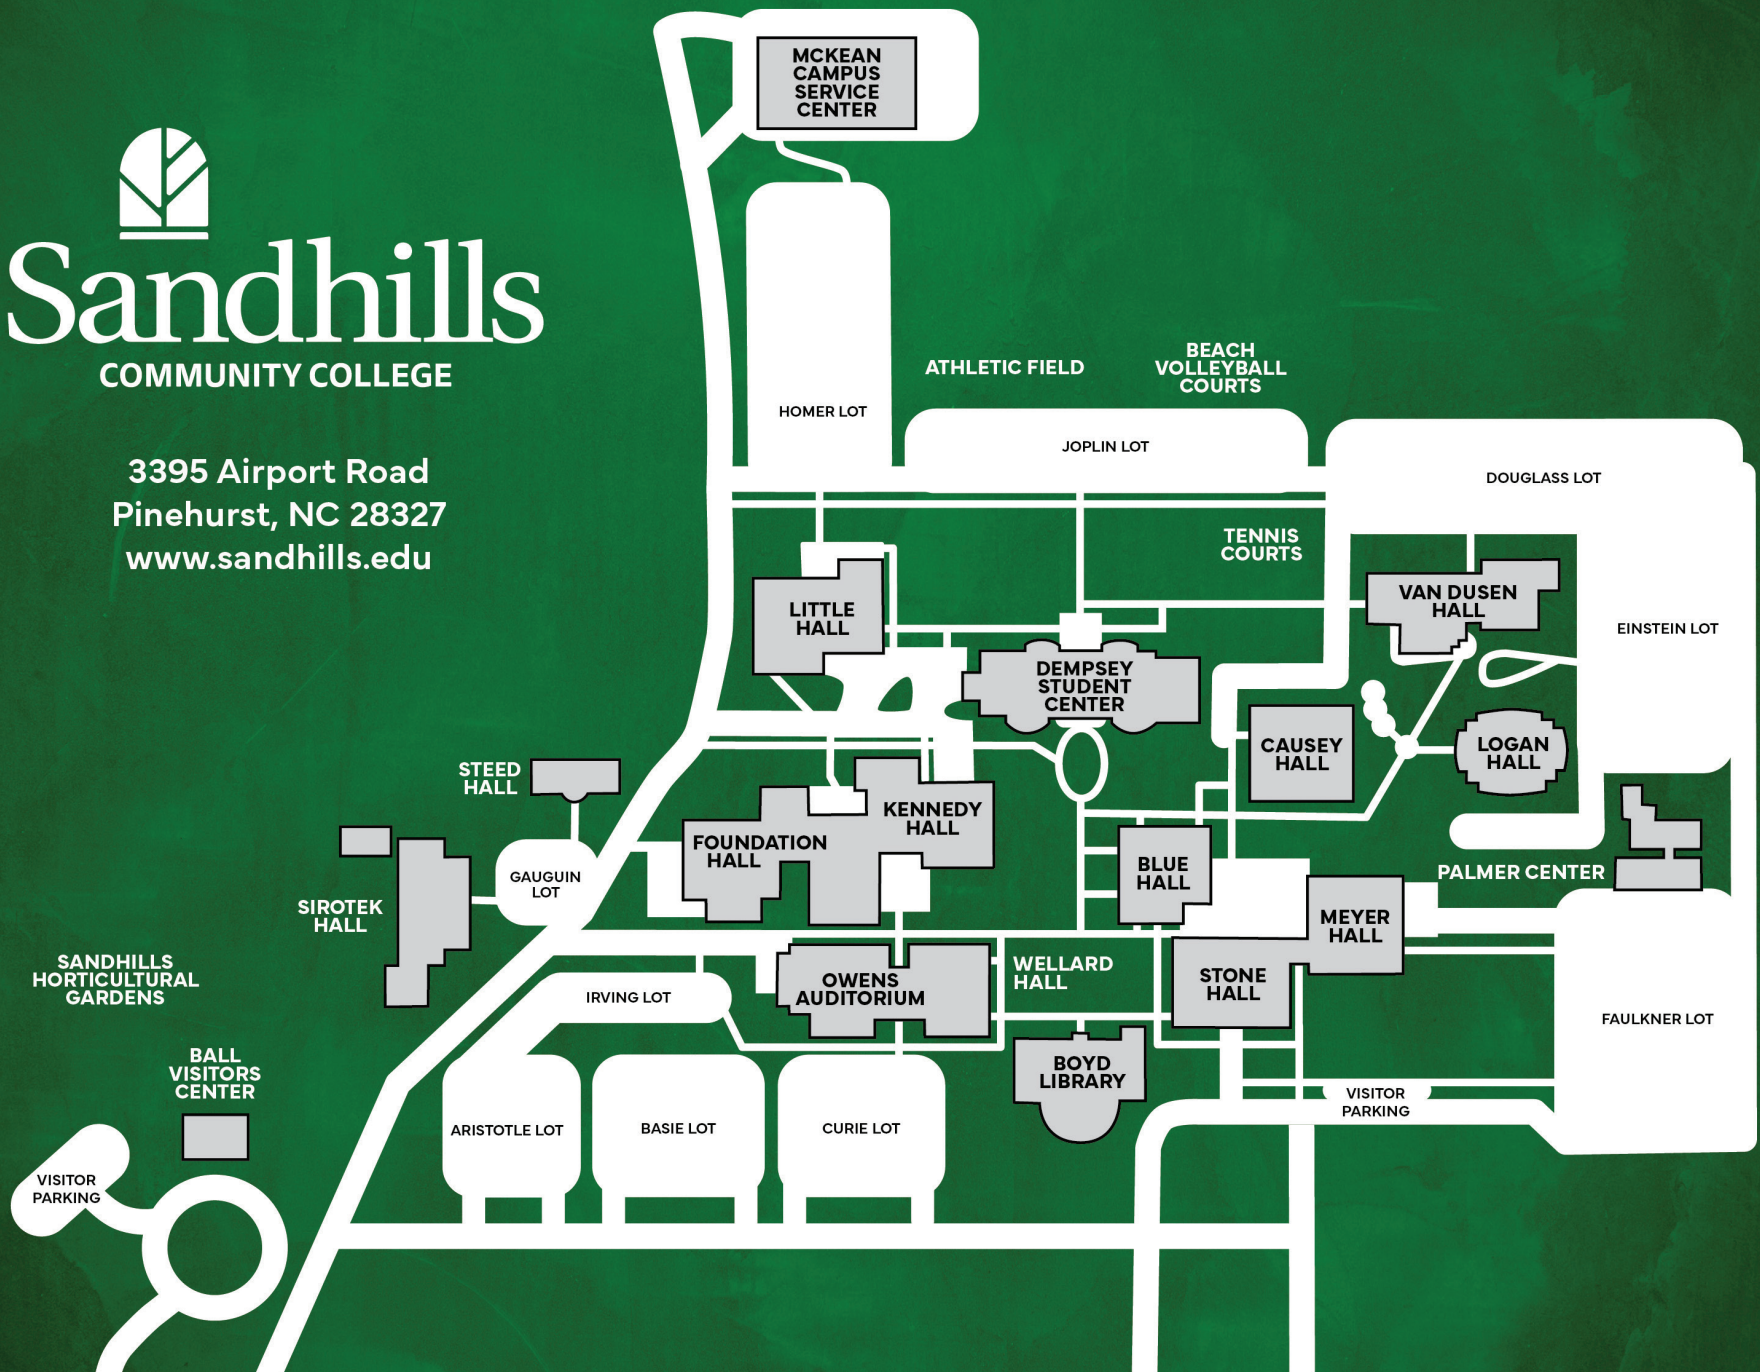 MCKEAN
CAMPUS
SERVICE
CENTER
Sandhills
COMMUNITY COLLEGE
3395 Airport Road
Pinehurst, NC 28327
www.sandhills.edu
ATHLETIC FIELD
BEACH
VOLLEYBALL
COURTS
HOMER LOT
JOPLIN LOT
DOUGLASS LOT
TENNIS
COURTS
VAN DUSEN
HALL
LITTLE
HALL
EINSTEIN LOT
DEMPSEY
STUDENT
CENTER
CAUSEY
HALL
LOGAN
HALL
STEED
HALL
KENNEDY
HALL
FOUNDATION
HALL
BLUE
HALL
PALMER CENTER
GAUGUIN
LOT
SIROTEK
HALL
MEYER
HALL
SANDHILLS
HORTICULTURAL
GARDENS
WELLARD
HALL
STONE
HALL
OWENS
AUDITORIUM
IRVING LOT
FAULKNER LOT
BALL
VISITORS
CENTER
BOYD
LIBRARY
VISITOR
PARKING
ARISTOTLE LOT
BASIE LOT
CURIE LOT
VISITOR
PARKING